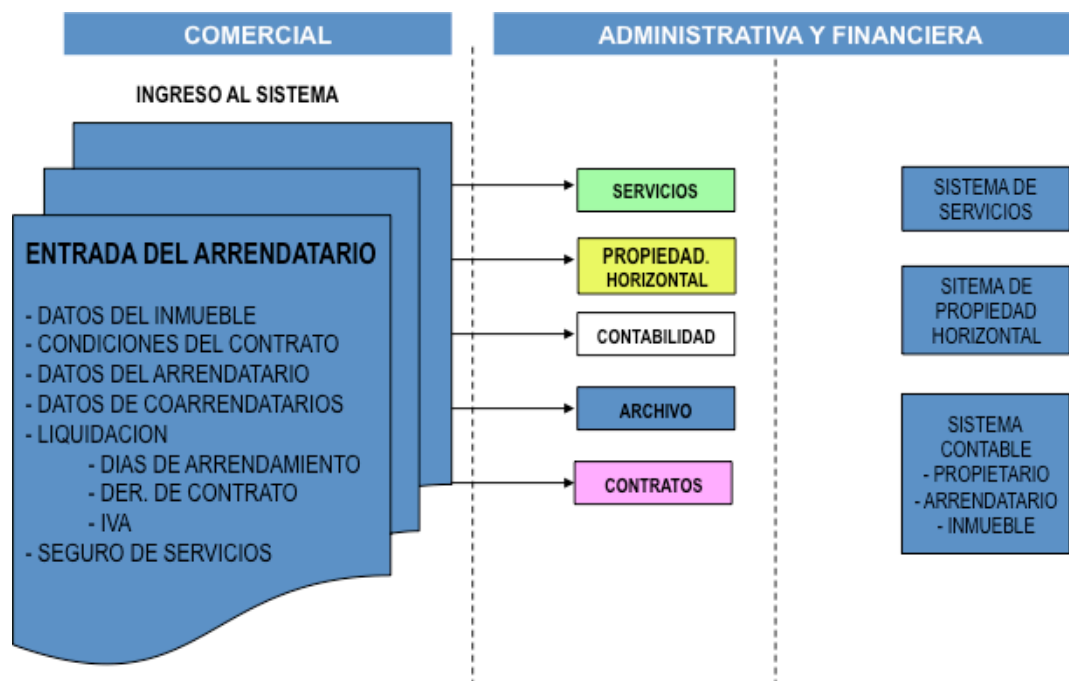 COMERCIAL
ADMINISTRATIVA Y FINANCIERA
INGRESO AL SISTEMA
ENTRADA DEL ARRENDATARIO
- DATOS DEL INMUEBLE
- CONDICIONES DEL CONTRATO
- DATOS DEL ARRENDATARIO
- DATOS DE COARRENDATARIOS
- LIQUIDACION
- DIAS DE ARRENDAMIENTO
- DER. DE CONTRATO
- IVA
- SEGURO DE SERVICIOS
SERVICIOS
PROPIEDAD.
HORIZONTAL
CONTABILIDAD
ARCHIVO
CONTRATOS
SISTEMA DE
SERVICIOS
SITEMA DE
PROPIEDAD
HORIZONTAL
SISTEMA
CONTABLE
- PROPIETARIO
- ARRENDATARIO
- INMUEBLE